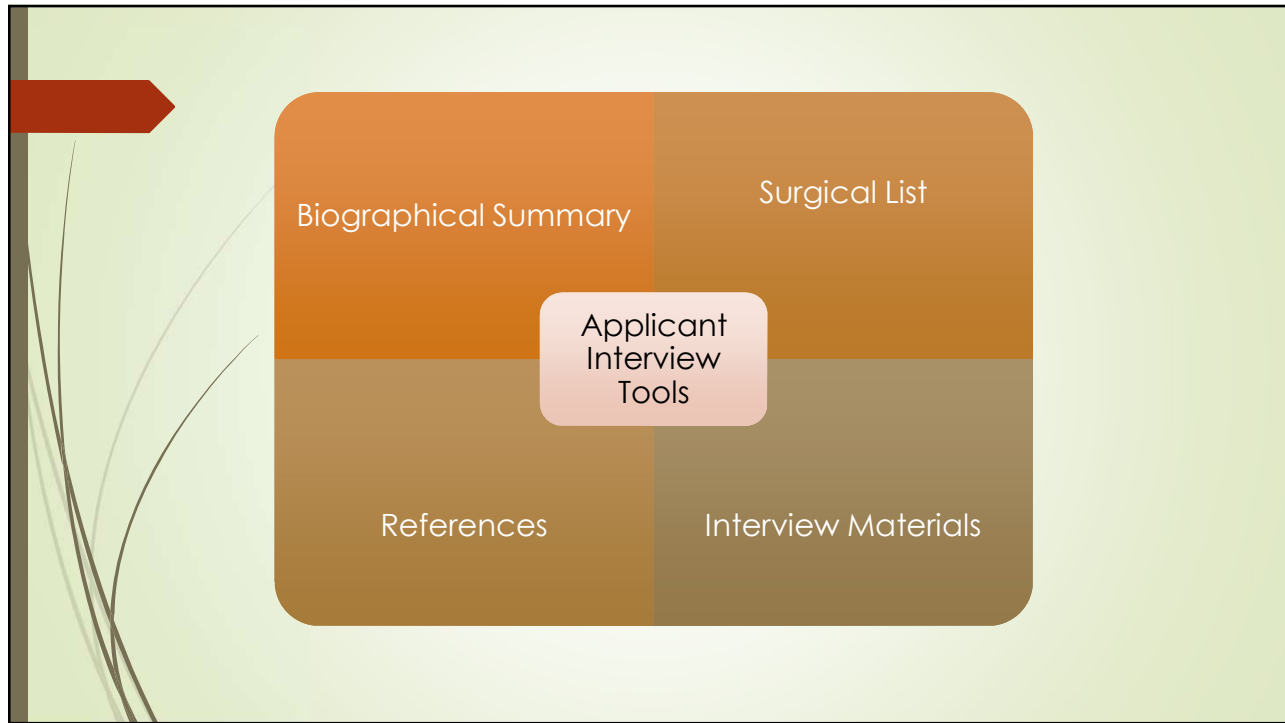 Biographical Summary
Surgical List
Applicant
Interview
Tools
References
Interview Materials